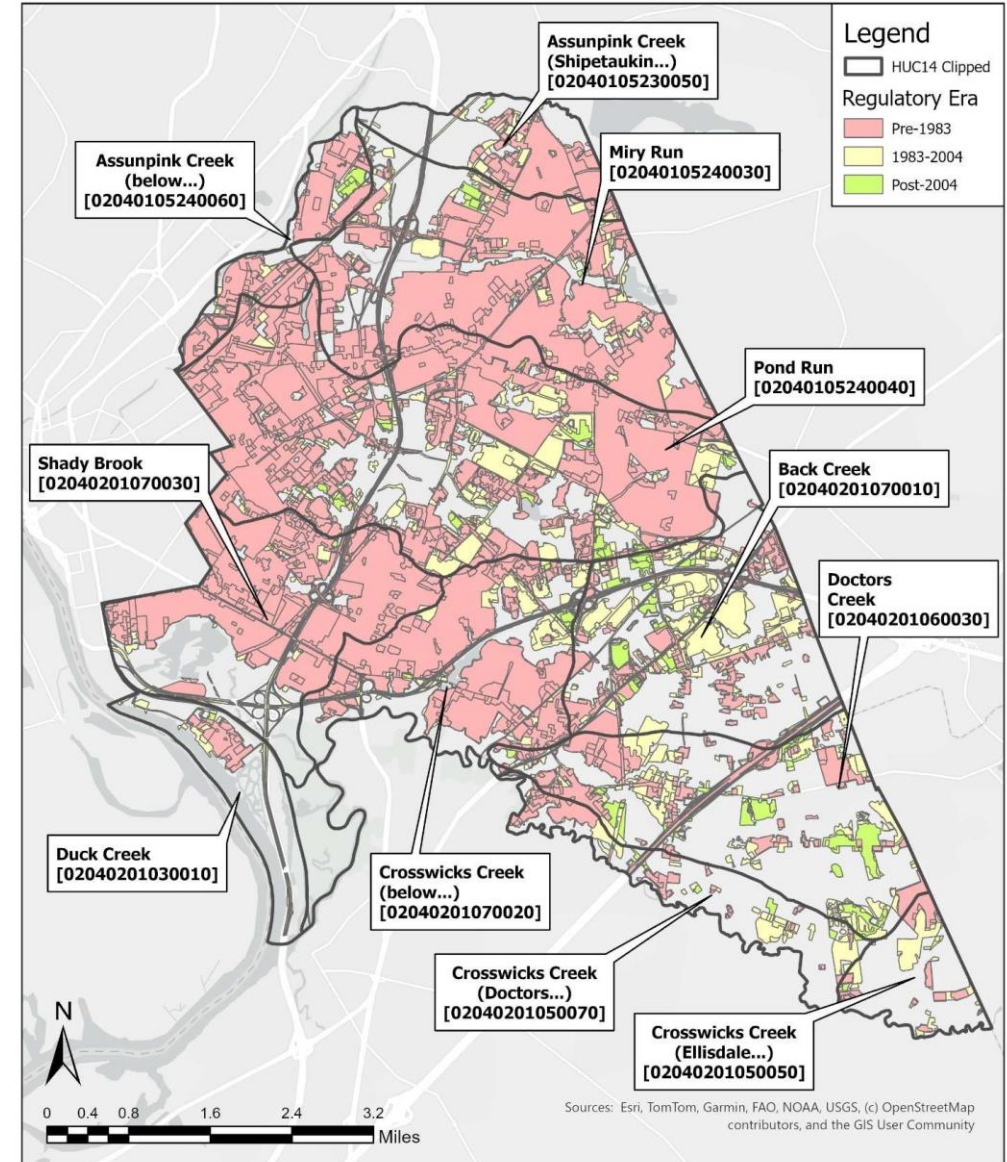 Legend
HUC14 Clipped
Regulatory Era
Pre-1983
1983-2004
Post-2004
Assunpink Creek
(Shipetaukin...)
[02040105230050]
Assunpink Creek
(below...)
[02040105240060]
Miry Run
[02040105240030]
Pond Run
[02040105240040]
Shady Brook
[02040201070030]
Back Creek
[02040201070010]
Doctors
Creek
[02040201060030]
Duck Creek
[02040201030010]
Crosswicks Creek
(below...)
[02040201070020]
Crosswicks Creek
(Doctors...)
[02040201050070]
Crosswicks Creek
(Ellisdale...)
[02040201050050]
N
0 0.4 0.8 1.6 2.4 3.2
Miles
Sources: Esri, TomTom, Garmin, FAO, NOAA, USGS, (c) OpenStreetMap
contributors, and the GIS User Community